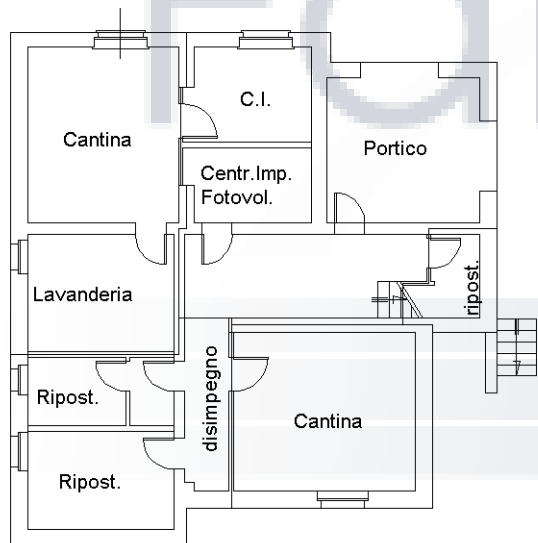 C.I.
Cantina
Portico
Centr.Imp.
Fotovol.
Lavanderia
ripost.
disimpegno
Ripost.
Cantina
Ripost.